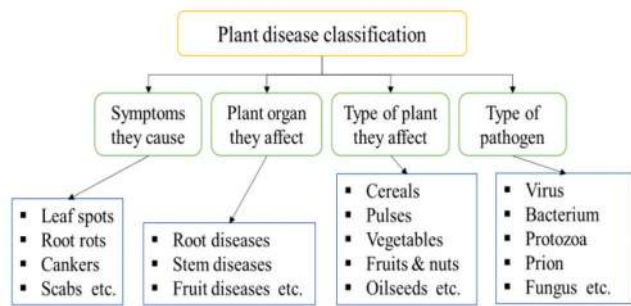 Plant disease classification
Symptoms
they cause
Plant organ
they affect
Type of plant
they affect
Type of
pathogen
▪ Leaf spots
▪ Root rots
▪ Cankers
▪ Scabs etc.
▪ Root diseases
▪ Stem diseases
▪ Fruit diseases etc.
▪ Cereals
▪ Pulses
▪ Vegetables
▪ Fruits & nuts
▪ Oilseeds etc.
▪ Virus
▪ Bacterium
▪ Protozoa
▪ Prion
▪ Fungus etc.